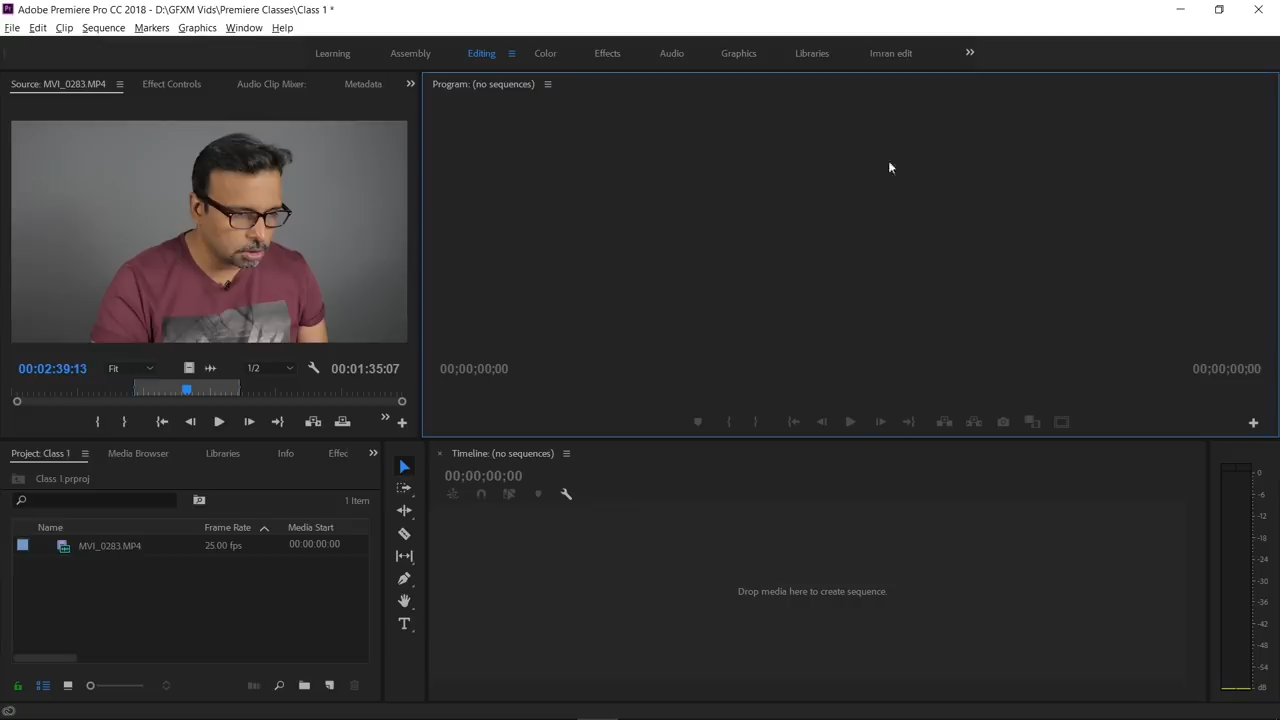 Adobe Premiere Pro CC 2018 - D:\GFXM Vids\Premiere Classes\Class 1 *
File Edit Clip Sequence Markers Graphics Window Help
Learning Assembly Editing Color Effects Audio Graphics Libraries Imran edit
Source: MVI_0283.MP4 Effect Controls Audio Clip Mixer: Metadata
Program: (no sequences)
00:02:39:13 Fit 1/2 00:01:35:07
00;00;00;00 00;00;00;00
Project: Class 1 Media Browser Libraries Info Effec
Timeline: (no sequences)
Class 1.prproj
00;00;00;00
1 Item
Name Frame Rate Media Start
MVI_0283.MP4 25.00 fps 00:00:00:00
Drop media here to create sequence.
0
-6
-12
-18
-24
-30
-36
-42
-48
-54
dB